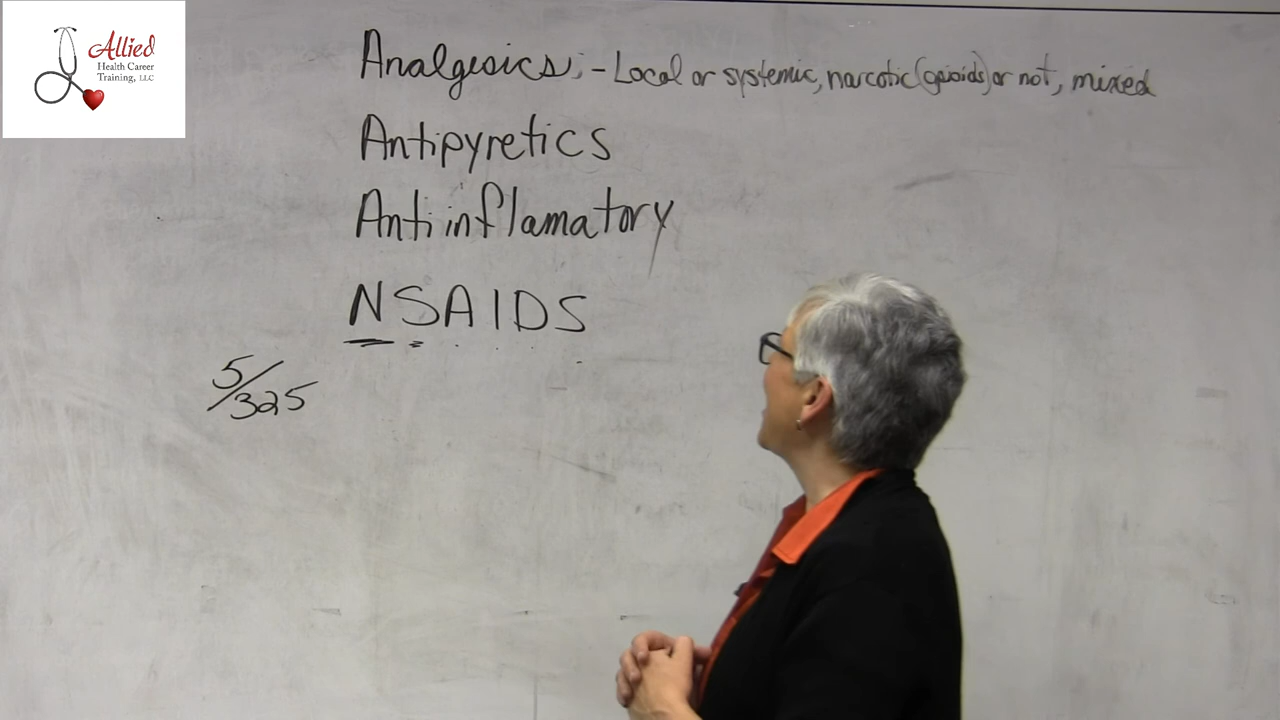 Allied
Health Career
Training, LLC
Analgesics - Local or systemic, narcotic (opioids) or not, mixed
Antipyretics
Antiinflamatory
NSAIDS
5/325